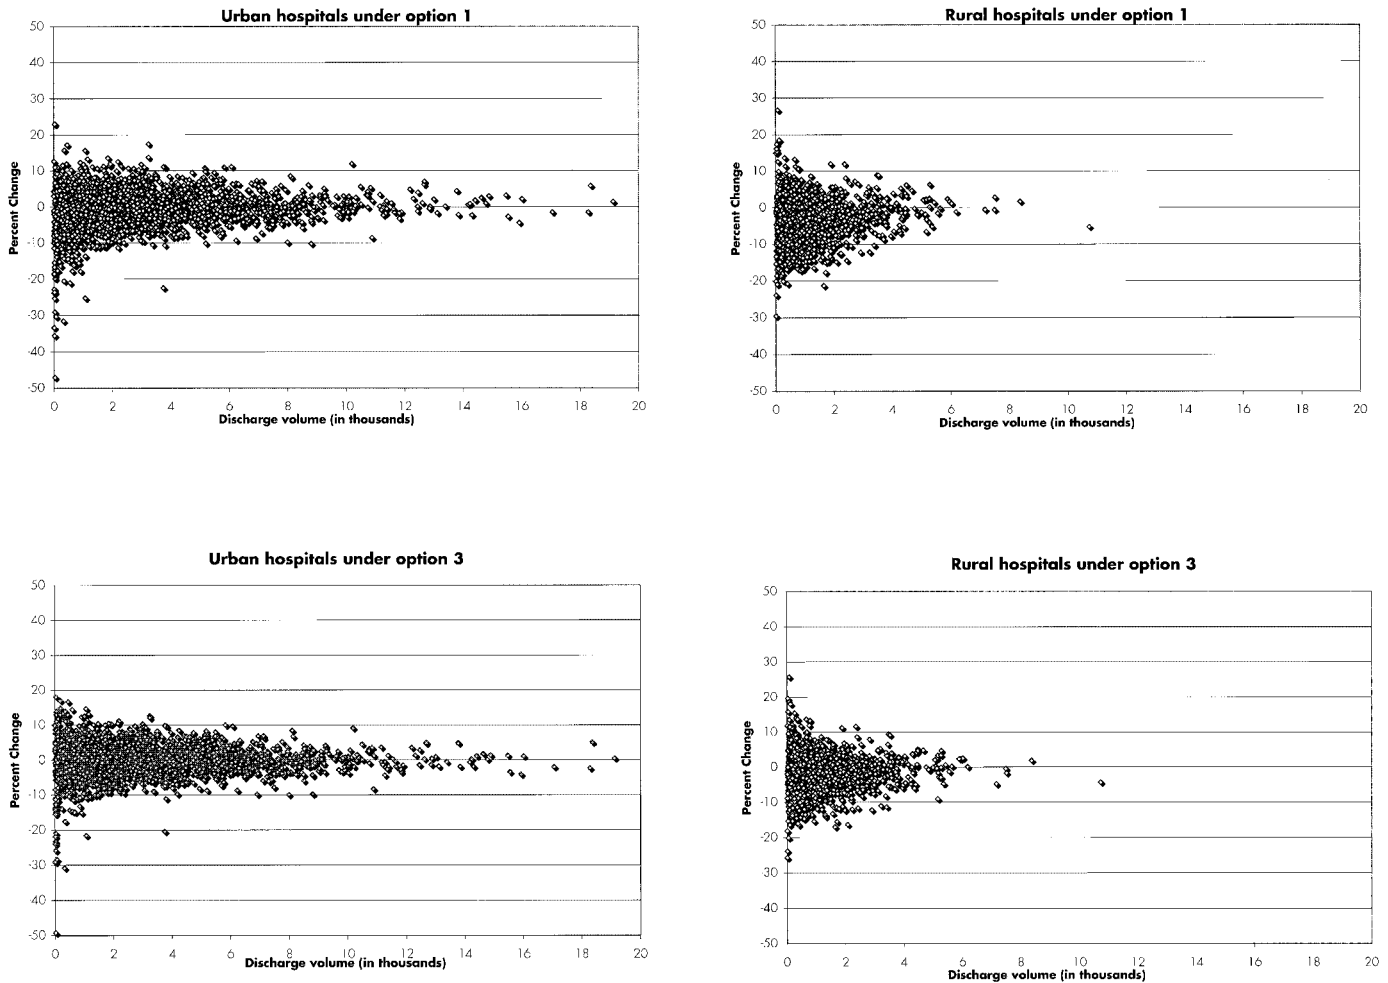 Urban hospitals under option 1
50
40
30
20
10
0
-10
-20
-30
-40
-50
Percent Change
0 2 4 6 8 10 12 14 16 18 20
Discharge volume (in thousands)
Rural hospitals under option 1
50
40
30
20
10
0
-10
-20
-30
-40
-50
Percent Change
0 2 4 6 8 10 12 14 16 18 20
Discharge volume (in thousands)
Urban hospitals under option 3
50
40
30
20
10
0
-10
-20
-30
-40
-50
Percent Change
0 2 4 6 8 10 12 14 16 18 20
Discharge volume (in thousands)
Rural hospitals under option 3
50
40
30
20
10
0
-10
-20
-30
-40
-50
Percent Change
0 2 4 6 8 10 12 14 16 18 20
Discharge volume (in thousands)